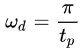 ω_d = π / t_p